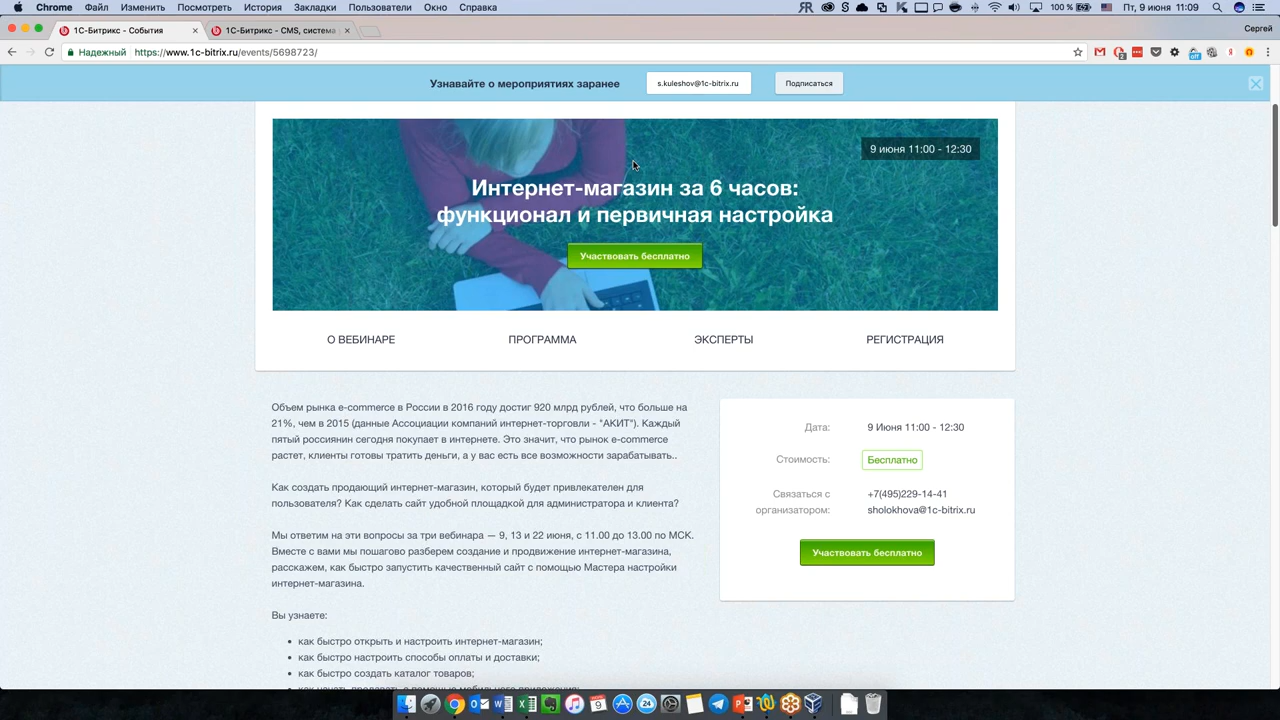 Chrome Файл Изменить Посмотреть История Закладки Пользователи Окно Справка 100 % Пт, 9 июня 11:09
1С-Битрикс - События 1С-Битрикс - CMS, система Сергей
Надежный https://www.1c-bitrix.ru/events/5698723/
Узнавайте о мероприятиях заранее s.kuleshov@1c-bitrix.ru Подписаться
9 июня 11:00 - 12:30
Интернет-магазин за 6 часов:
функционал и первичная настройка
Участвовать бесплатно
О ВЕБИНАРЕ ПРОГРАММА ЭКСПЕРТЫ РЕГИСТРАЦИЯ
Объем рынка e-commerce в России в 2016 году достиг 920 млрд рублей, что больше на
21%, чем в 2015 (данные Ассоциации компаний интернет-торговли - "АКИТ"). Каждый
пятый россиянин сегодня покупает в интернете. Это значит, что рынок e-commerce
растет, клиенты готовы тратить деньги, а у вас есть все возможности зарабатывать..
Как создать продающий интернет-магазин, который будет привлекателен для
пользователя? Как сделать сайт удобной площадкой для администратора и клиента?
Мы ответим на эти вопросы за три вебинара — 9, 13 и 22 июня, с 11.00 до 13.00 по МСК.
Вместе с вами мы пошагово разберем создание и продвижение интернет-магазина,
расскажем, как быстро запустить качественный сайт с помощью Мастера настройки
интернет-магазина.
Вы узнаете:
как быстро открыть и настроить интернет-магазин;
как быстро настроить способы оплаты и доставки;
как быстро создать каталог товаров;
как начать продавать с помощью мобильного приложения;
Дата: 9 Июня 11:00 - 12:30
Стоимость: Бесплатно
Связаться с +7(495)229-14-41
организатором: sholokhova@1c-bitrix.ru
Участвовать бесплатно